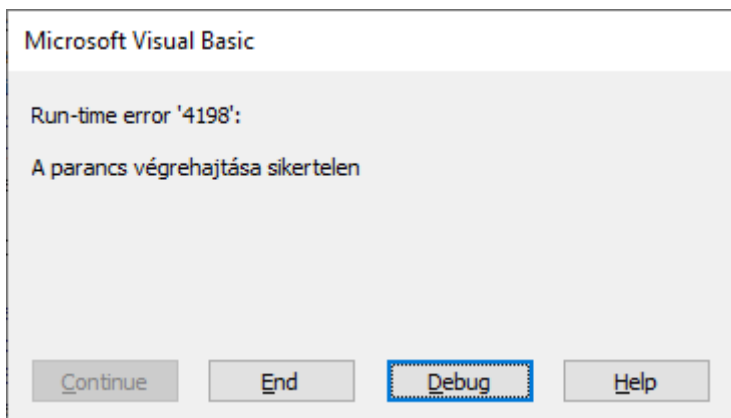 Microsoft Visual Basic
Run-time error '4198':
A parancs végrehajtása sikertelen
Continue End Debug Help